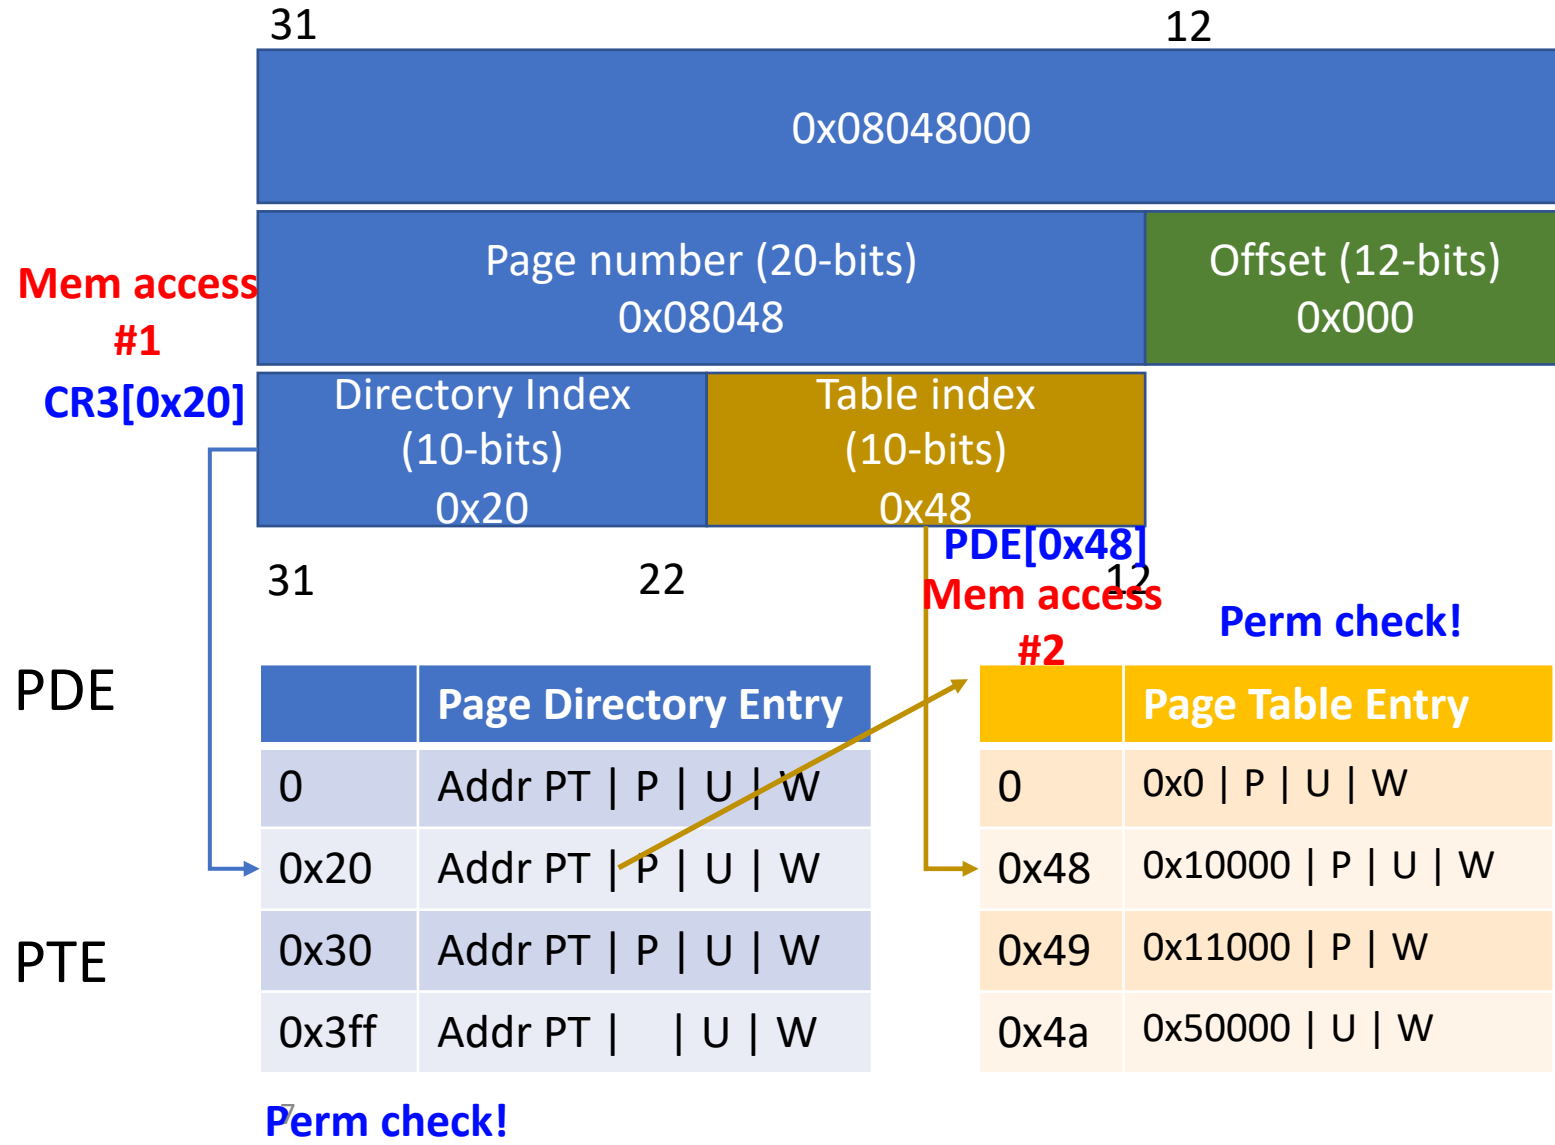 31 12
0x08048000
Page number (20-bits) Offset (12-bits)
0x08048 0x000
Mem access
#1
CR3[0x20]
Directory Index Table index
(10-bits) (10-bits)
0x20 0x48
PDE[0x48]
31 22 12
Mem access
#2
Perm check!
PDE
Page Directory Entry Page Table Entry
0 Addr PT | P | U | W 0 0x0 | P | U | W
0x20 Addr PT | P | U | W 0x48 0x10000 | P | U | W
PTE
0x30 Addr PT | P | U | W 0x49 0x11000 | P | W
0x3ff Addr PT | | U | W 0x4a 0x50000 | U | W
7
Perm check!